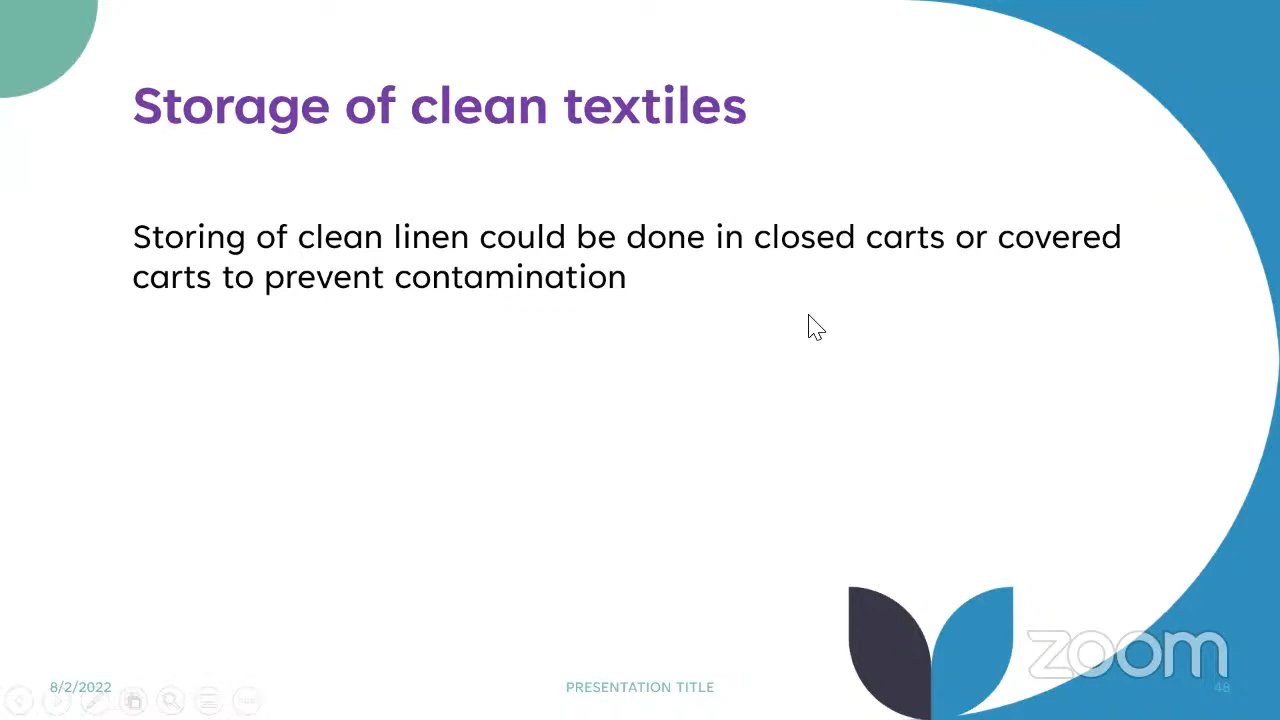 Storage of clean textiles
Storing of clean linen could be done in closed carts or covered
carts to prevent contamination
8/2/2022
PRESENTATION TITLE
zoom
48